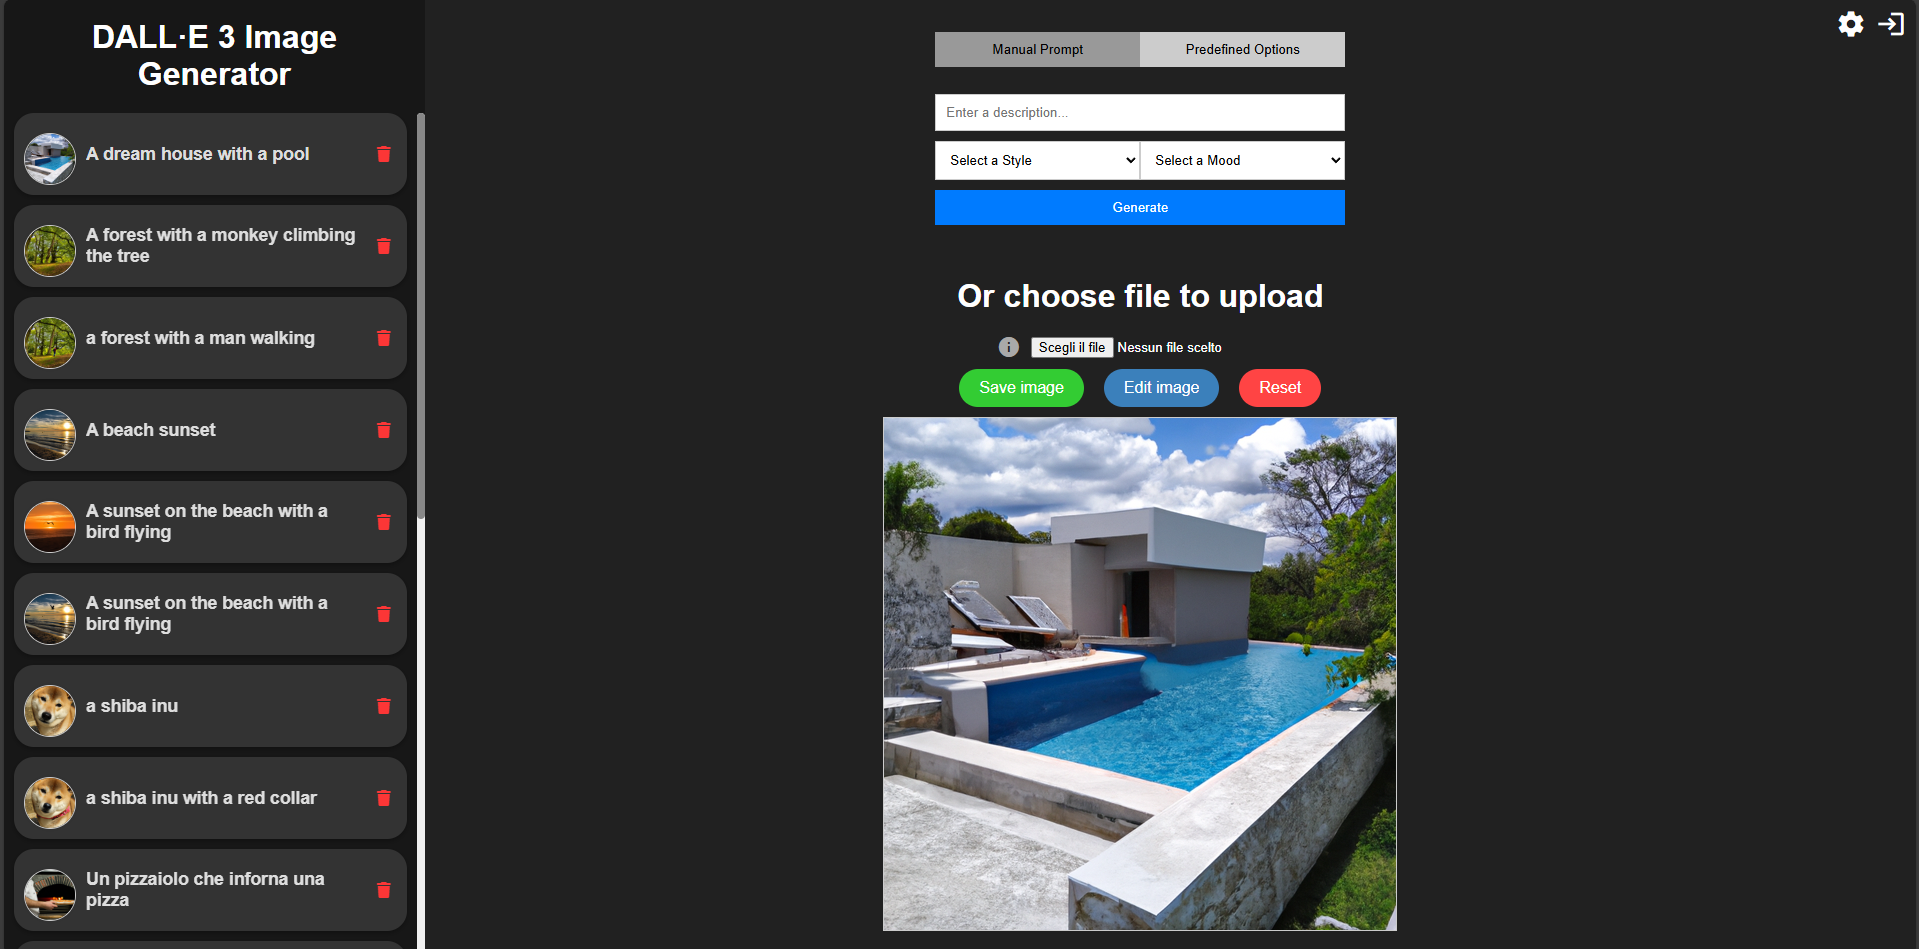 DALL·E 3 Image
Generator
A dream house with a pool
A forest with a monkey climbing
the tree
a forest with a man walking
A beach sunset
A sunset on the beach with a
bird flying
A sunset on the beach with a
bird flying
a shiba inu
a shiba inu with a red collar
Un pizzaiolo che inforna una
pizza
Manual Prompt
Predefined Options
Enter a description...
Select a Style
Select a Mood
Generate
Or choose file to upload
Scegli il file Nessun file scelto
Save image
Edit image
Reset